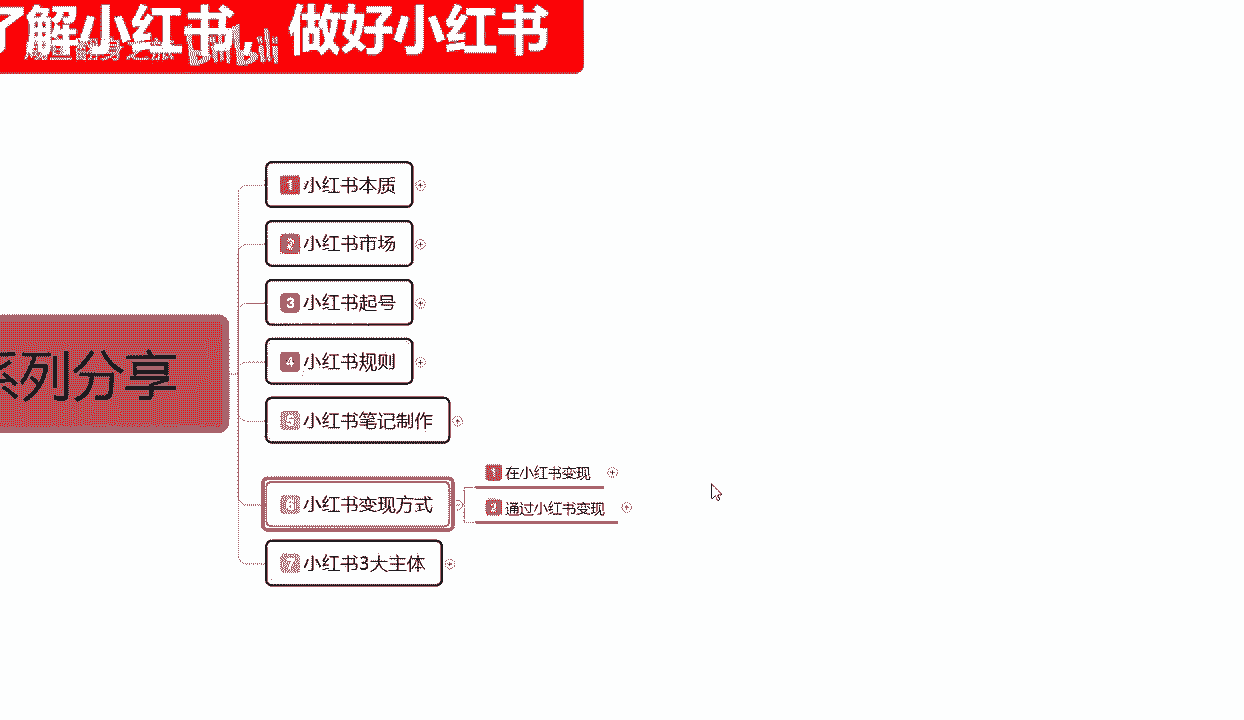 了解小红书，做好小红书
bilibili
系列分享
1 小红书本质
2 小红书市场
3 小红书起号
4 小红书规则
5 小红书笔记制作
6 小红书变现方式
1 在小红书变现
2 通过小红书变现
7 小红书3大主体